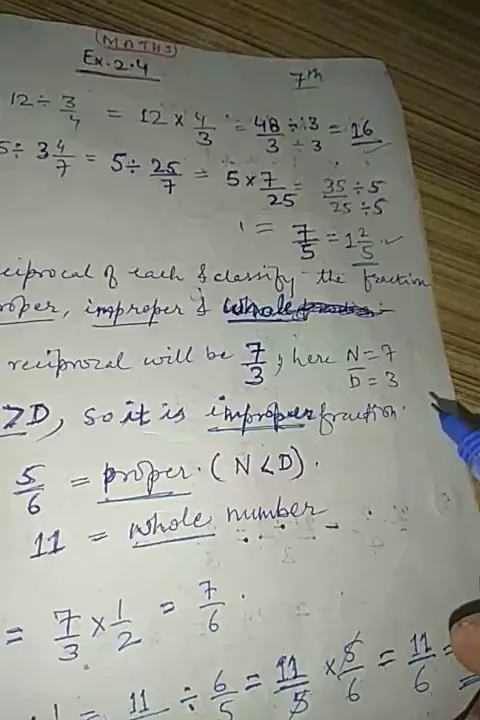 (MATHS)
Ex. 2.4
7th
12 ÷ 3/4 = 12 × 4/3 = 48/3 ÷ 3/÷ 3 = 16
5 ÷ 3 4/7 = 5 ÷ 25/7 = 5 × 7/25 = 35/25 ÷5/÷5
= 7/5 = 1 2/5
reciprocal of each & classify the fraction
proper, improper & whole
reciprocal will be 7/3, here N = 7
D = 3
>D, so it is improper fraction.
5/6 = proper. (N<D).
11 = whole number
= 7/3 × 1/2 = 7/6.
= 11 ÷ 6/5 = 11/5 × 5/6 = 11/6 =